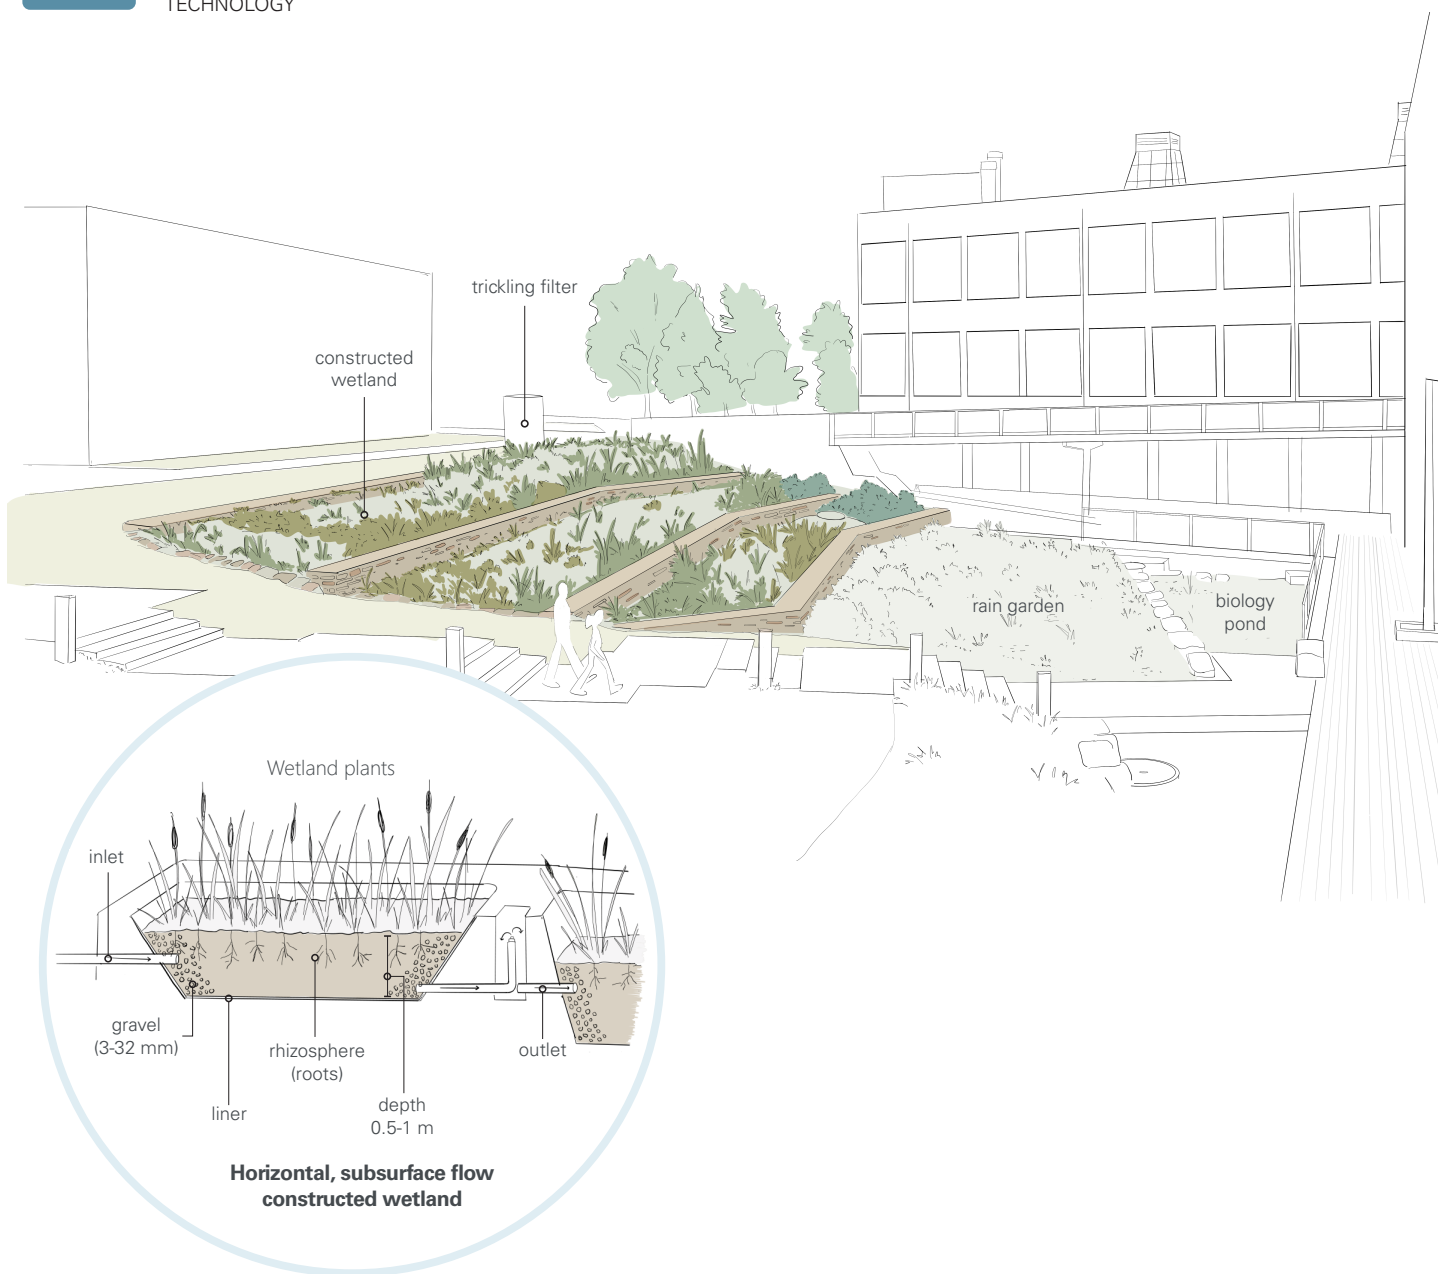 TECHNOLOGY
trickling filter
constructed
wetland
rain garden
biology
pond
Wetland plants
inlet
gravel
(3-32 mm)
rhizosphere
(roots)
outlet
liner
depth
0.5-1 m
Horizontal, subsurface flow
constructed wetland